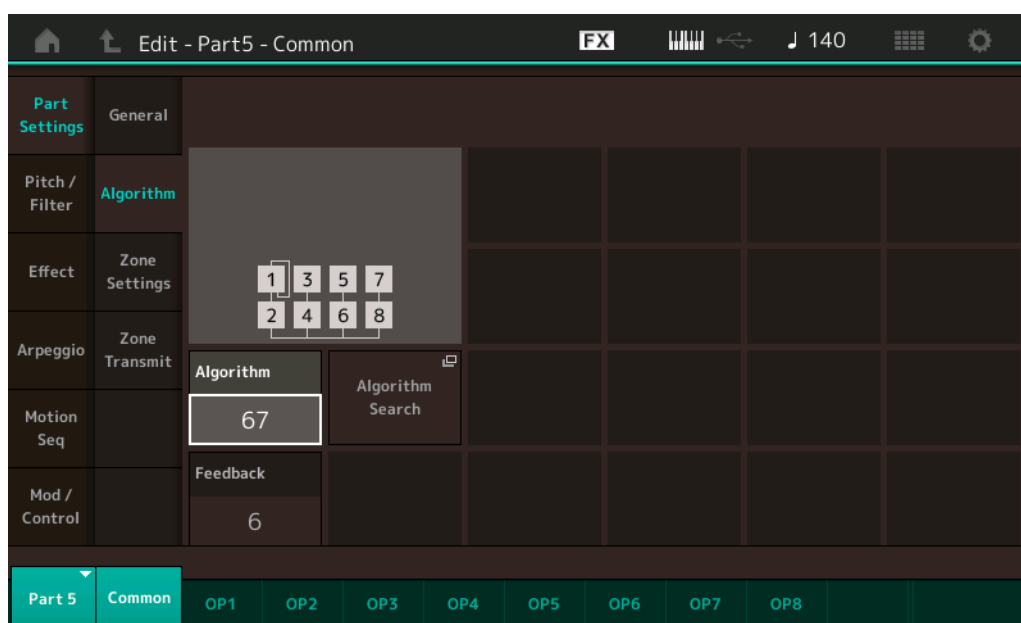 Edit - Part5 - Common
FX
140
Part
Settings
General
Pitch /
Filter
Algorithm
Effect
Zone
Settings
1 3 5 7
2 4 6 8
Arpeggio
Zone
Transmit
Algorithm
67
Algorithm
Search
Motion
Seq
Feedback
6
Mod /
Control
Part 5
Common
OP1
OP2
OP3
OP4
OP5
OP6
OP7
OP8